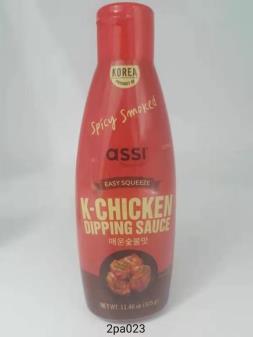 KOREA
Spicy Smoked
assi
EASY SQUEEZE
K-CHICKEN
DIPPING SAUCE
매운숯불맛
2pa023